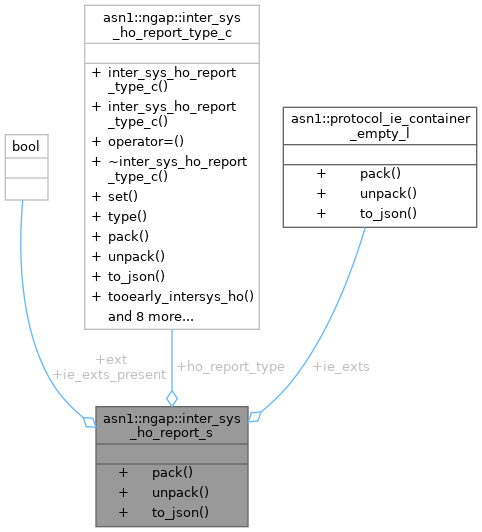 asn1::ngap::inter_sys
_ho_report_type_c
+ inter_sys_ho_report
_type_c()
+ inter_sys_ho_report
_type_c()
+ operator=()
+ ~inter_sys_ho_report
_type_c()
+ set()
+ type()
+ pack()
+ unpack()
+ to_json()
+ tooearly_intersys_ho()
and 8 more...
bool
asn1::protocol_ie_container
_empty_l
+ pack()
+ unpack()
+ to_json()
+ext
+ie_exts_present
+ho_report_type
+ie_exts
asn1::ngap::inter_sys
_ho_report_s
+ pack()
+ unpack()
+ to_json()